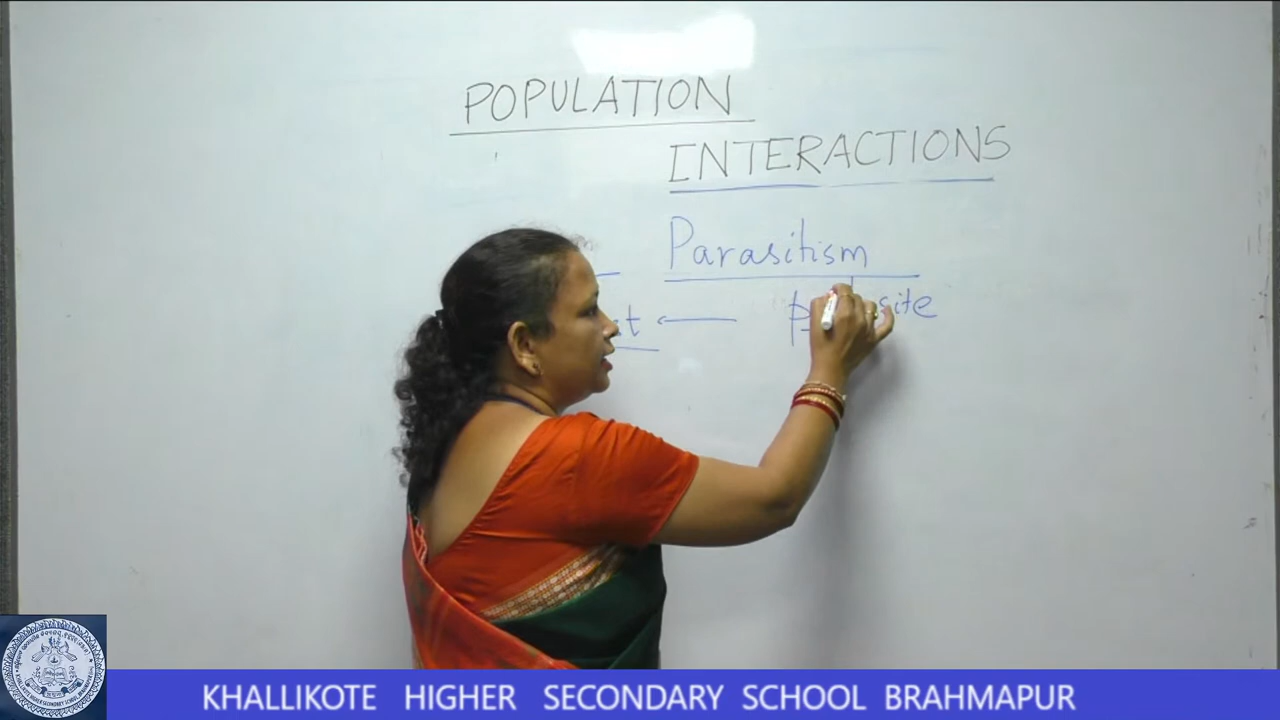 POPULATION
INTERACTIONS
Parasitism
KHALLIKOTE HIGHER SECONDARY SCHOOL BRAHMAPUR